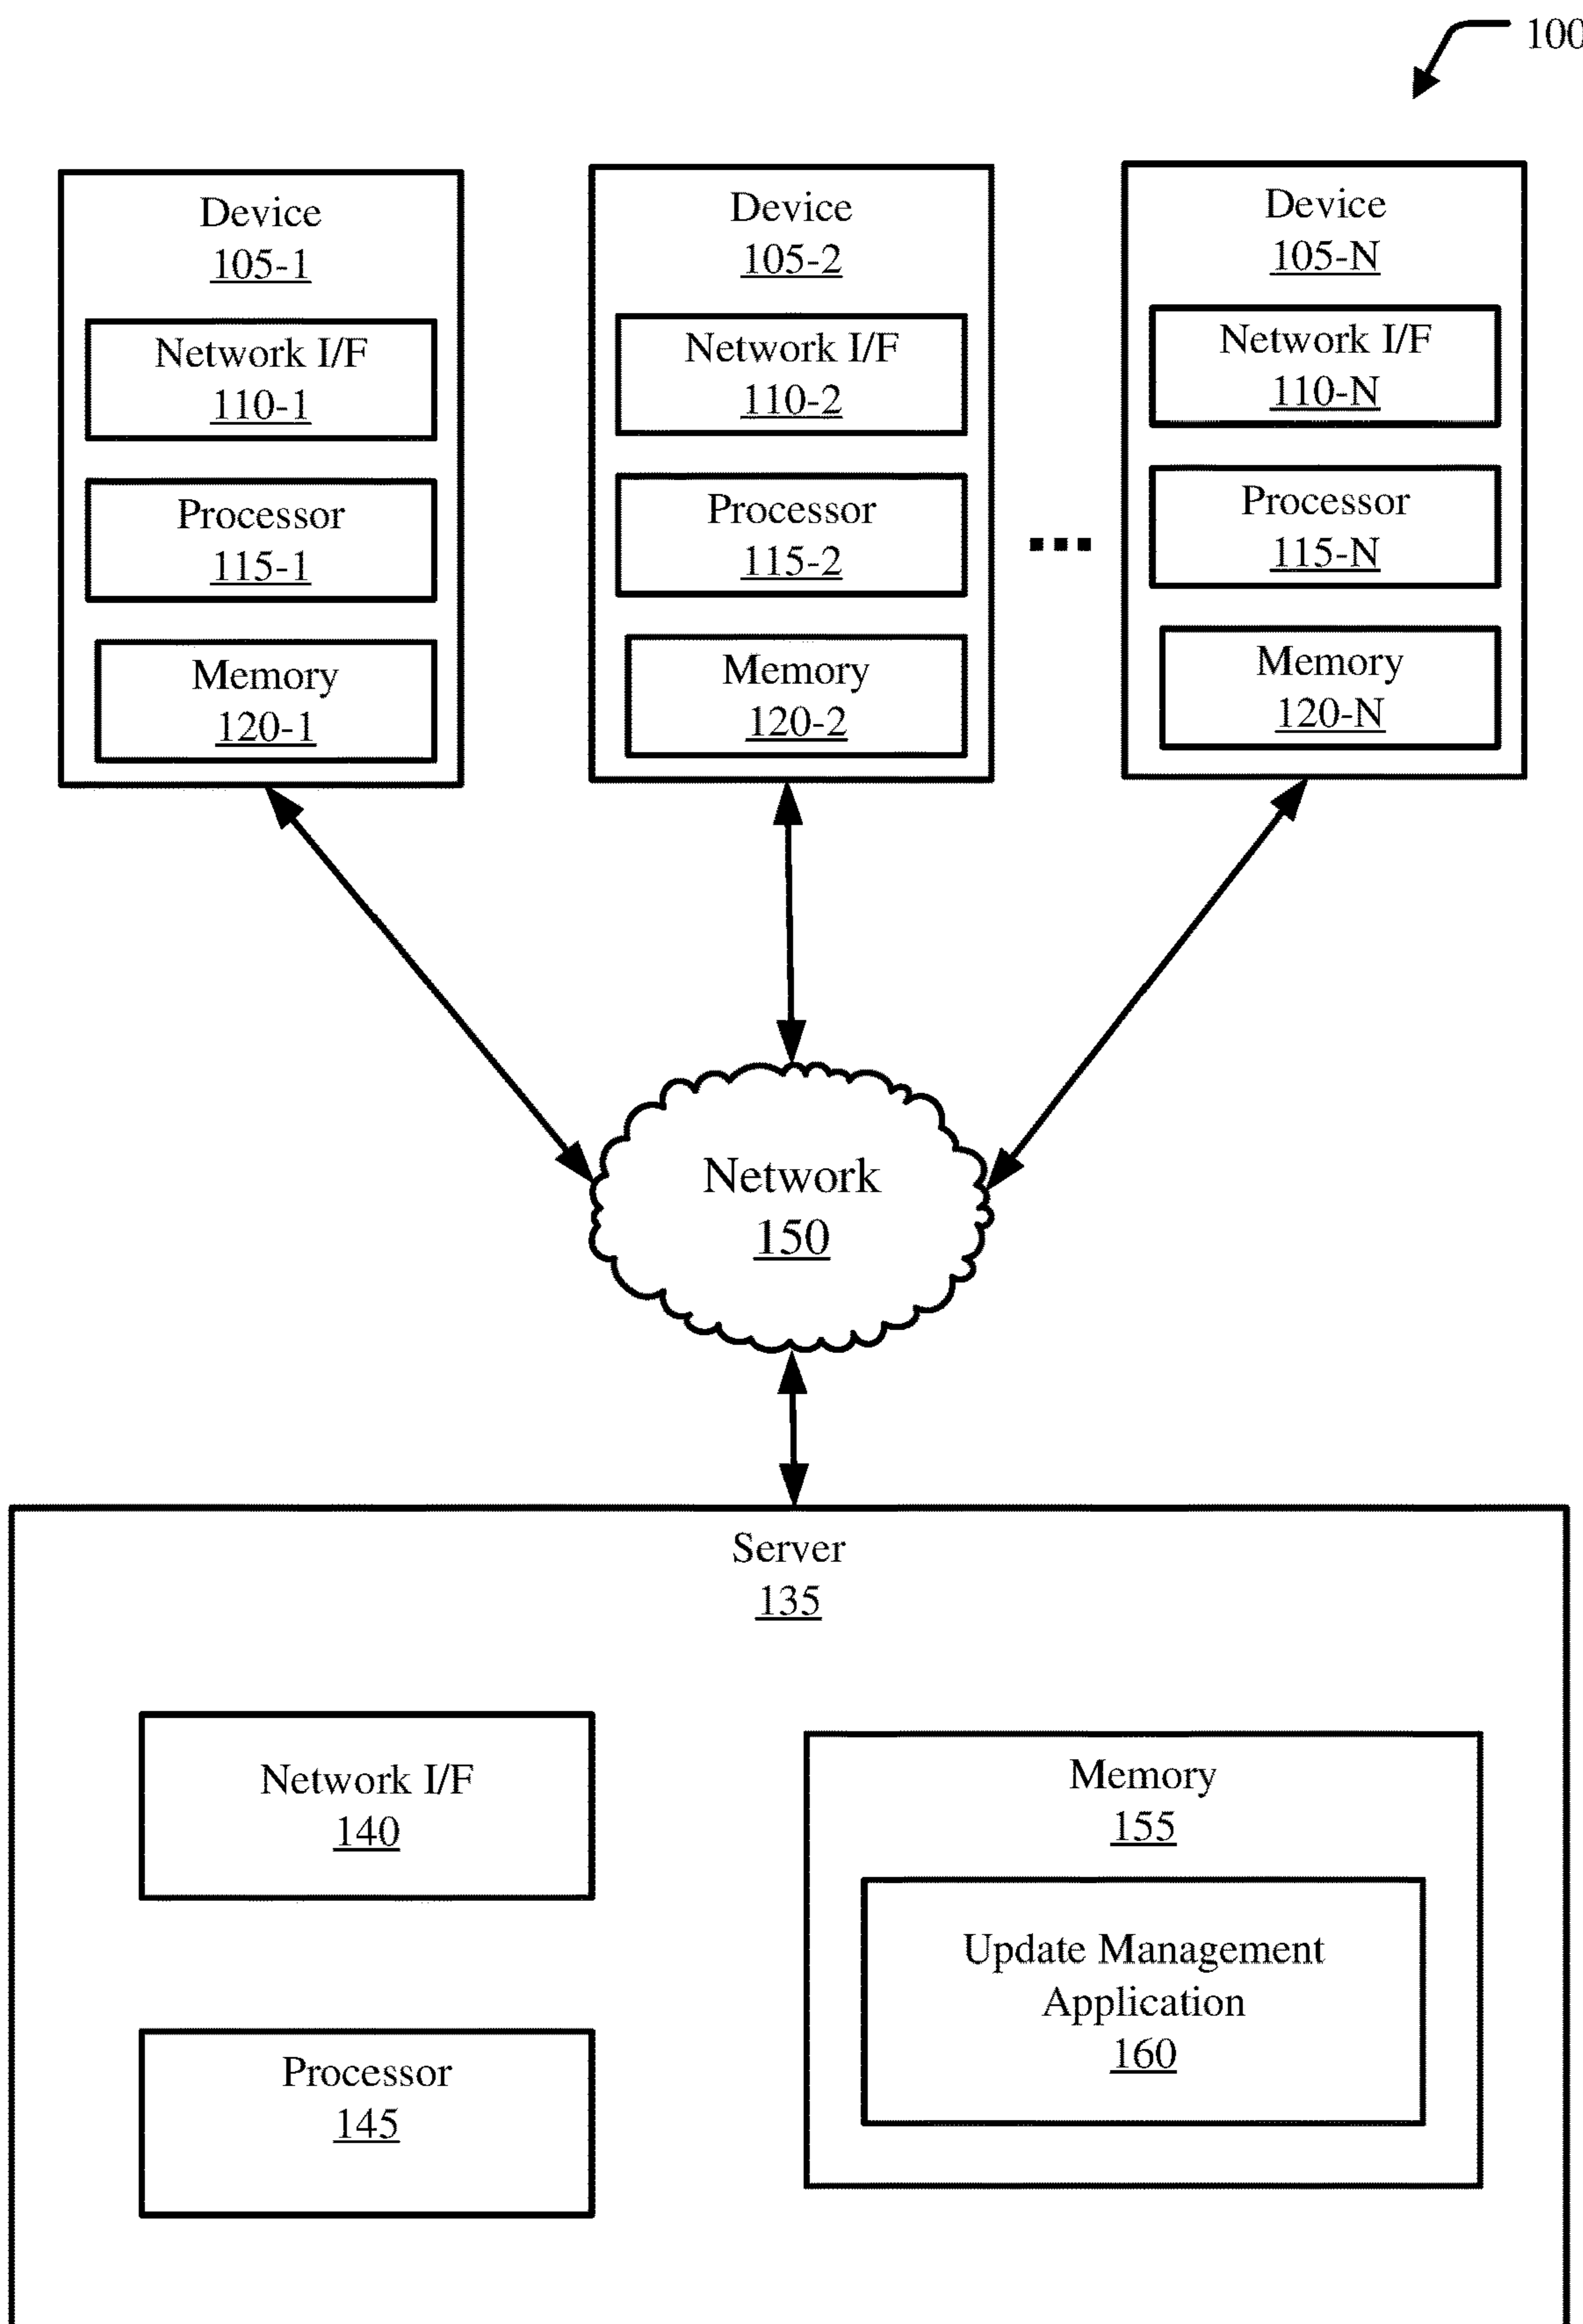 100
Device
105-1
Network I/F
110-1
Processor
115-1
Memory
120-1
Device
105-2
Network I/F
110-2
Processor
115-2
Memory
120-2
Device
105-N
Network I/F
110-N
Processor
115-N
Memory
120-N
Network
150
Server
135
Network I/F
140
Processor
145
Memory
155
Update Management
Application
160